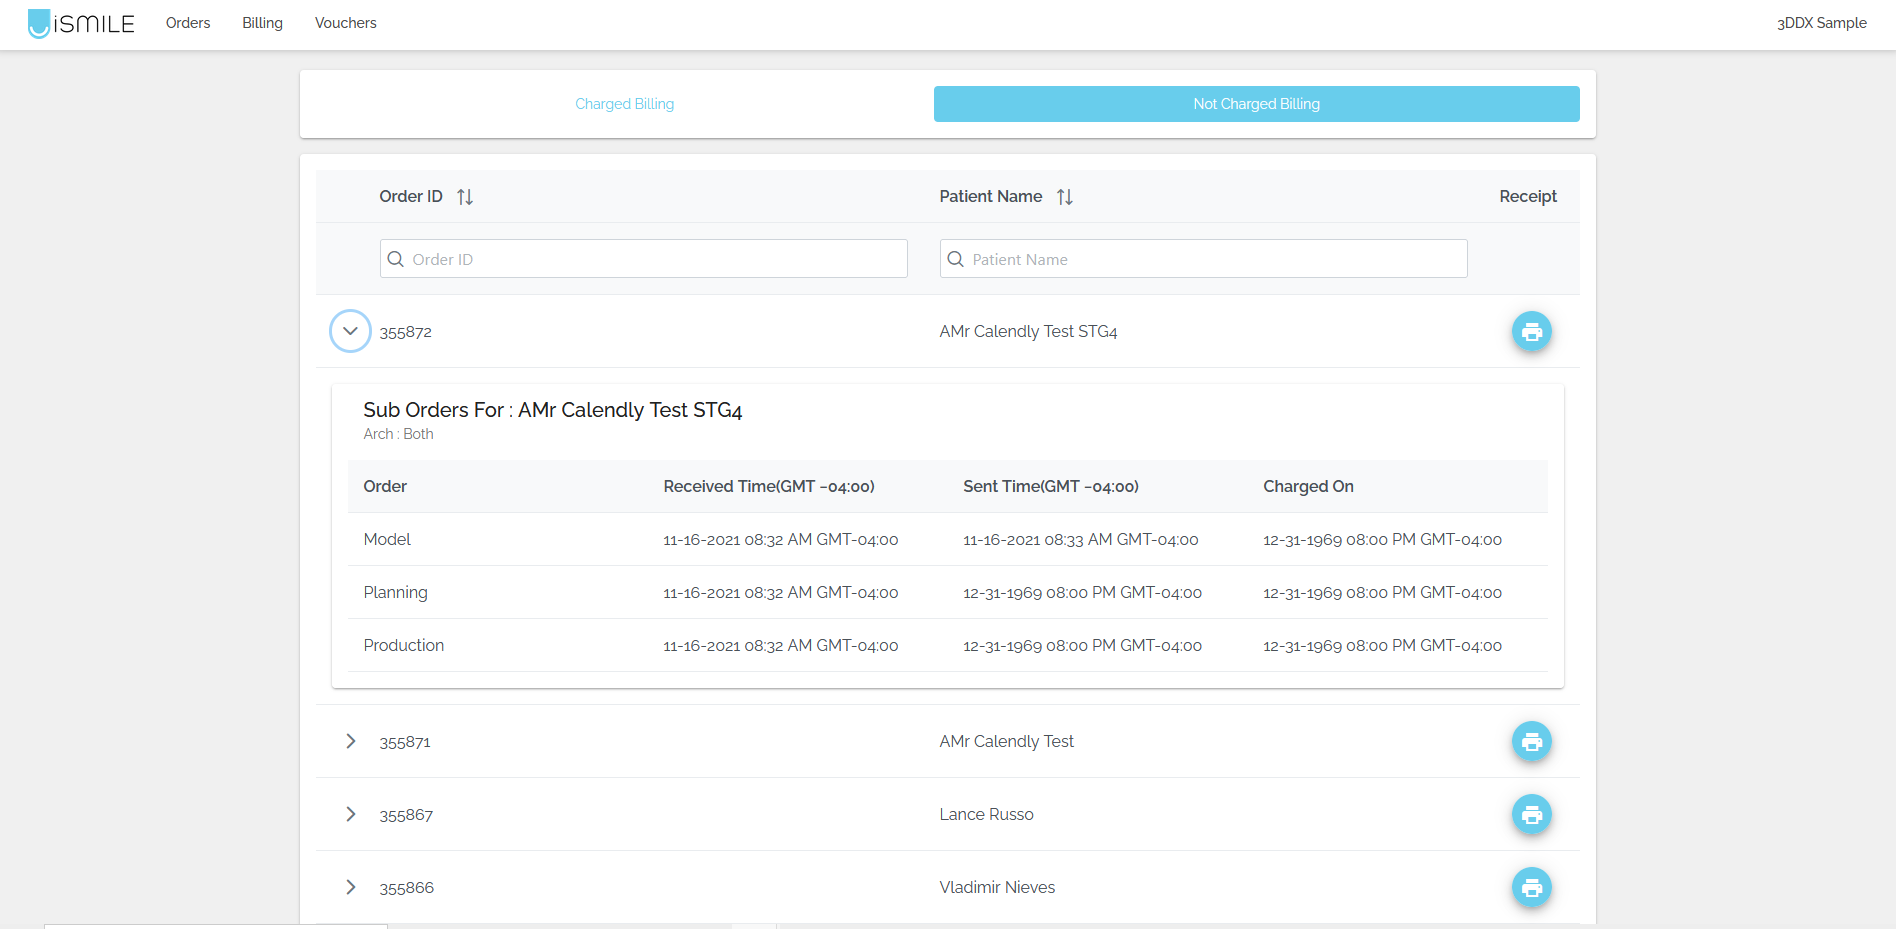 iSMILE Orders Billing Vouchers 3DDX Sample
Charged Billing Not Charged Billing
Order ID Patient Name Receipt
Order ID Patient Name
355872 AMr Calendly Test STG4
Sub Orders For : AMr Calendly Test STG4
Arch : Both
Order Received Time(GMT -04:00) Sent Time(GMT -04:00) Charged On
Model 11-16-2021 08:32 AM GMT-04:00 11-16-2021 08:33 AM GMT-04:00 12-31-1969 08:00 PM GMT-04:00
Planning 11-16-2021 08:32 AM GMT-04:00 12-31-1969 08:00 PM GMT-04:00 12-31-1969 08:00 PM GMT-04:00
Production 11-16-2021 08:32 AM GMT-04:00 12-31-1969 08:00 PM GMT-04:00 12-31-1969 08:00 PM GMT-04:00
355871 AMr Calendly Test
355867 Lance Russo
355866 Vladimir Nieves